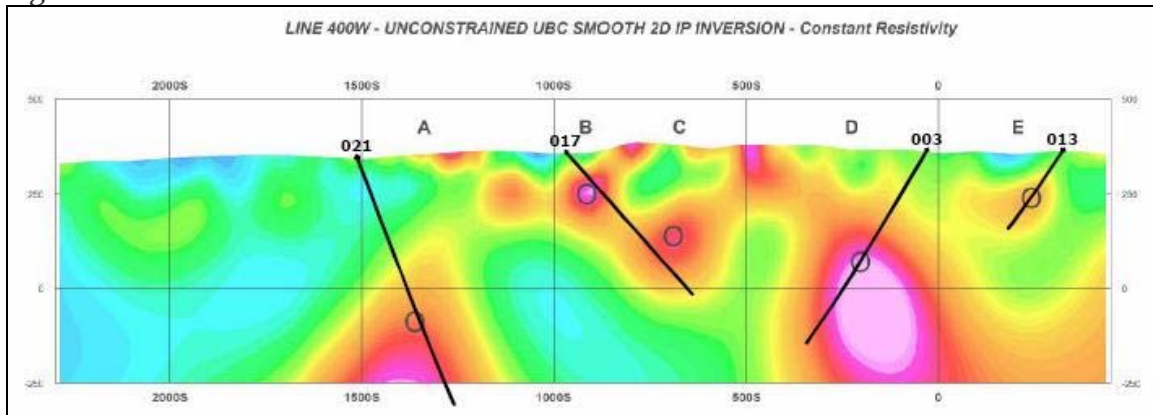 LINE 400W - UNCONSTRAINED UBC SMOOTH 2D IP INVERSION - Constant Resistivity
2000S 1500S 1000S 500S 0
500 500
021 A 017 B C D 003 E 013
250 250
0 0
-250 -250
2000S 1500S 1000S 500S 0